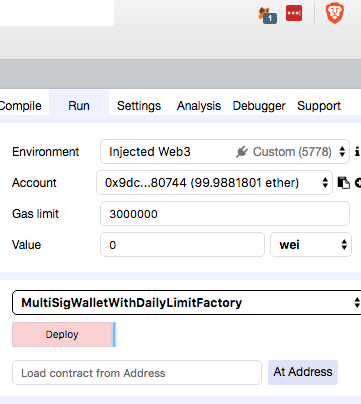 1
Compile Run Settings Analysis Debugger Support
Environment Injected Web3 Custom (5778) i
Account 0x9dc...80744 (99.9881801 ether)
Gas limit 3000000
Value 0 wei
MultiSigWalletWithDailyLimitFactory
Deploy
Load contract from Address At Address